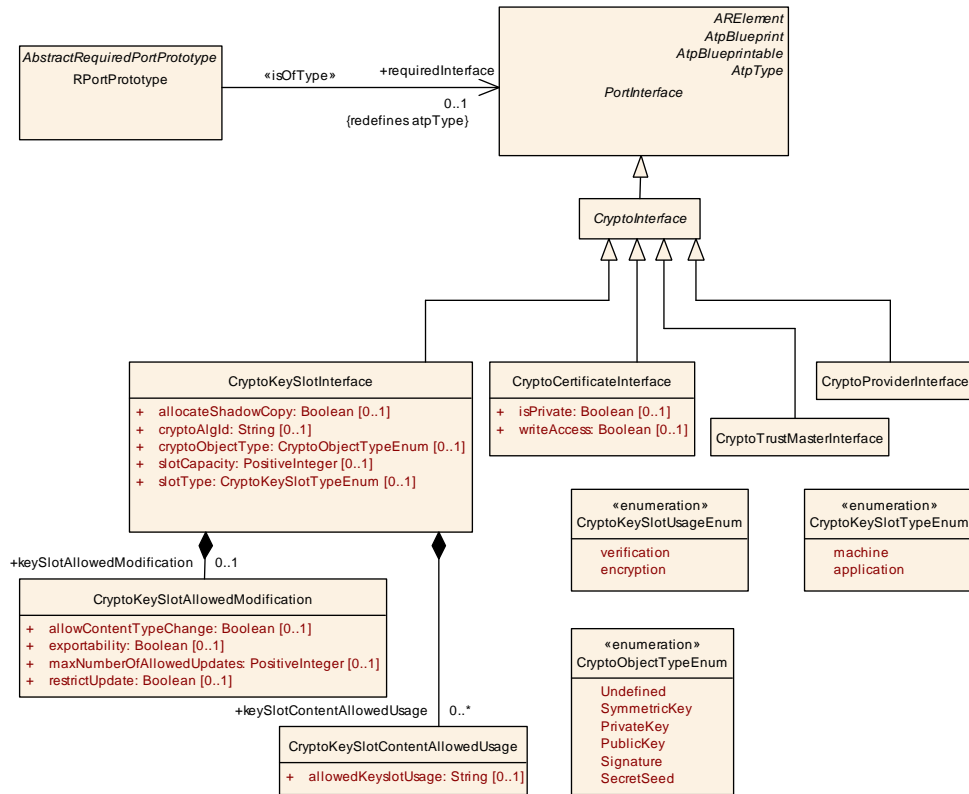 ARElement
AtpBlueprint
AtpBlueprintable
AtpType
PortInterface
AbstractRequiredPortPrototype
RPortPrototype
«isOfType»
+requiredInterface
0..1
{redefines atpType}
CryptoInterface
CryptoKeySlotInterface
+ allocateShadowCopy: Boolean [0..1]
+ cryptoAlgId: String [0..1]
+ cryptoObjectType: CryptoObjectTypeEnum [0..1]
+ slotCapacity: PositiveInteger [0..1]
+ slotType: CryptoKeySlotTypeEnum [0..1]
CryptoCertificateInterface
+ isPrivate: Boolean [0..1]
+ writeAccess: Boolean [0..1]
CryptoProviderInterface
CryptoTrustMasterInterface
«enumeration»
CryptoKeySlotUsageEnum
verification
encryption
«enumeration»
CryptoKeySlotTypeEnum
machine
application
+keySlotAllowedModification
0..1
CryptoKeySlotAllowedModification
+ allowContentTypeChange: Boolean [0..1]
+ exportability: Boolean [0..1]
+ maxNumberOfAllowedUpdates: PositiveInteger [0..1]
+ restrictUpdate: Boolean [0..1]
+keySlotContentAllowedUsage
0..*
CryptoKeySlotContentAllowedUsage
+ allowedKeyslotUsage: String [0..1]
«enumeration»
CryptoObjectTypeEnum
Undefined
SymmetricKey
PrivateKey
PublicKey
Signature
SecretSeed